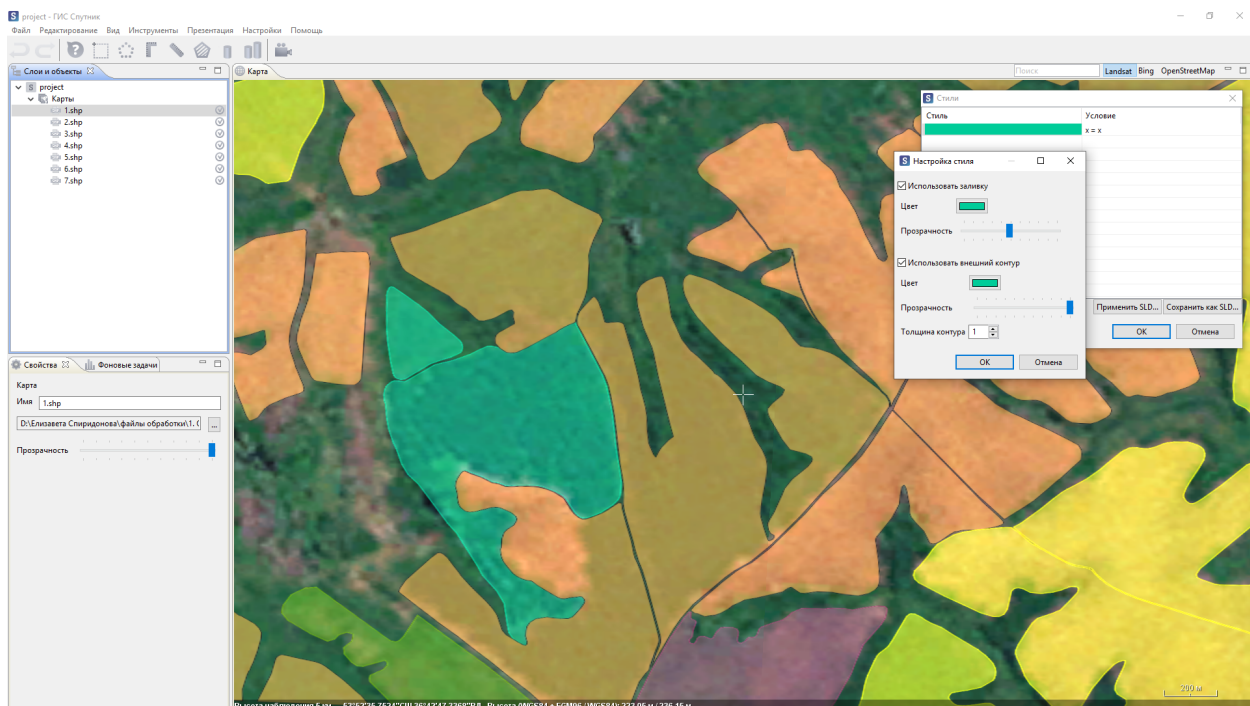 S project - ГИС Спутник
Файл Редактирование Вид Инструменты Презентация Настройки Помощь
Слои и объекты
Карта
Поиск
Landsat Bing OpenStreetMap
S project
Карты
1.shp
2.shp
3.shp
4.shp
5.shp
6.shp
7.shp
S Стили
Стиль Условие
x = x
S Настройка стиля
Использовать заливку
Цвет
Прозрачность
Использовать внешний контур
Цвет
Прозрачность
Толщина контура 1
ОК Отмена
Применить SLD... Сохранить как SLD...
ОК Отмена
Свойства Фоновые задачи
Карта
Имя 1.shp
D:\Елизавета Спиридонова\файлы обработки\1. (
...
Прозрачность
200 м